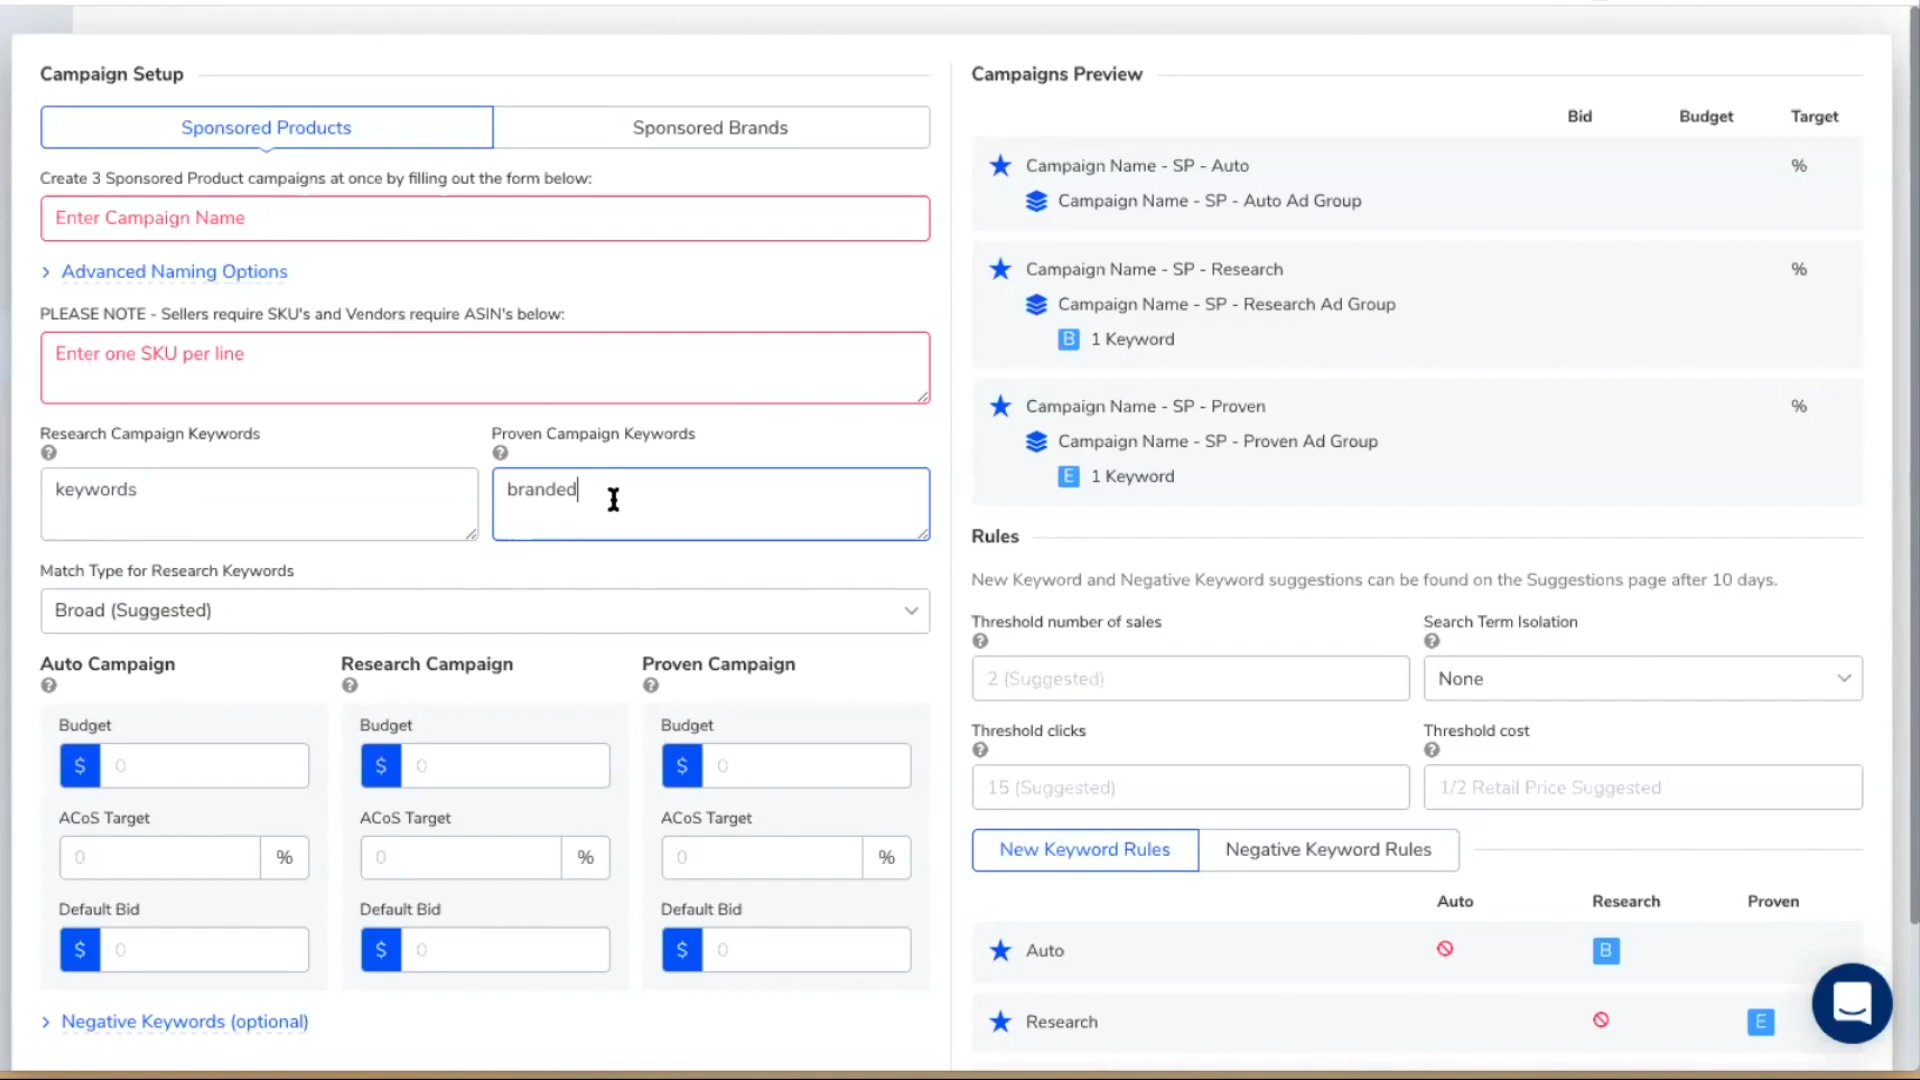 Campaign Setup
Sponsored Products
Sponsored Brands
Create 3 Sponsored Product campaigns at once by filling out the form below:
Enter Campaign Name
Advanced Naming Options
PLEASE NOTE - Sellers require SKU's and Vendors require ASIN's below:
Enter one SKU per line
Research Campaign Keywords
?
keywords
Proven Campaign Keywords
?
branded
Match Type for Research Keywords
Broad (Suggested)
Auto Campaign
?
Budget
$ 0
ACoS Target
0 %
Default Bid
$ 0
Research Campaign
?
Budget
$ 0
ACoS Target
0 %
Default Bid
$ 0
Proven Campaign
?
Budget
$ 0
ACoS Target
0 %
Default Bid
$ 0
Negative Keywords (optional)
Campaigns Preview
Bid Budget Target
Campaign Name - SP - Auto %
Campaign Name - SP - Auto Ad Group
Campaign Name - SP - Research %
Campaign Name - SP - Research Ad Group
B 1 Keyword
Campaign Name - SP - Proven %
Campaign Name - SP - Proven Ad Group
E 1 Keyword
Rules
New Keyword and Negative Keyword suggestions can be found on the Suggestions page after 10 days.
Threshold number of sales
?
2 (Suggested)
Search Term Isolation
?
None
Threshold clicks
?
15 (Suggested)
Threshold cost
?
1/2 Retail Price Suggested
New Keyword Rules
Negative Keyword Rules
Auto Research Proven
Auto B
Research E